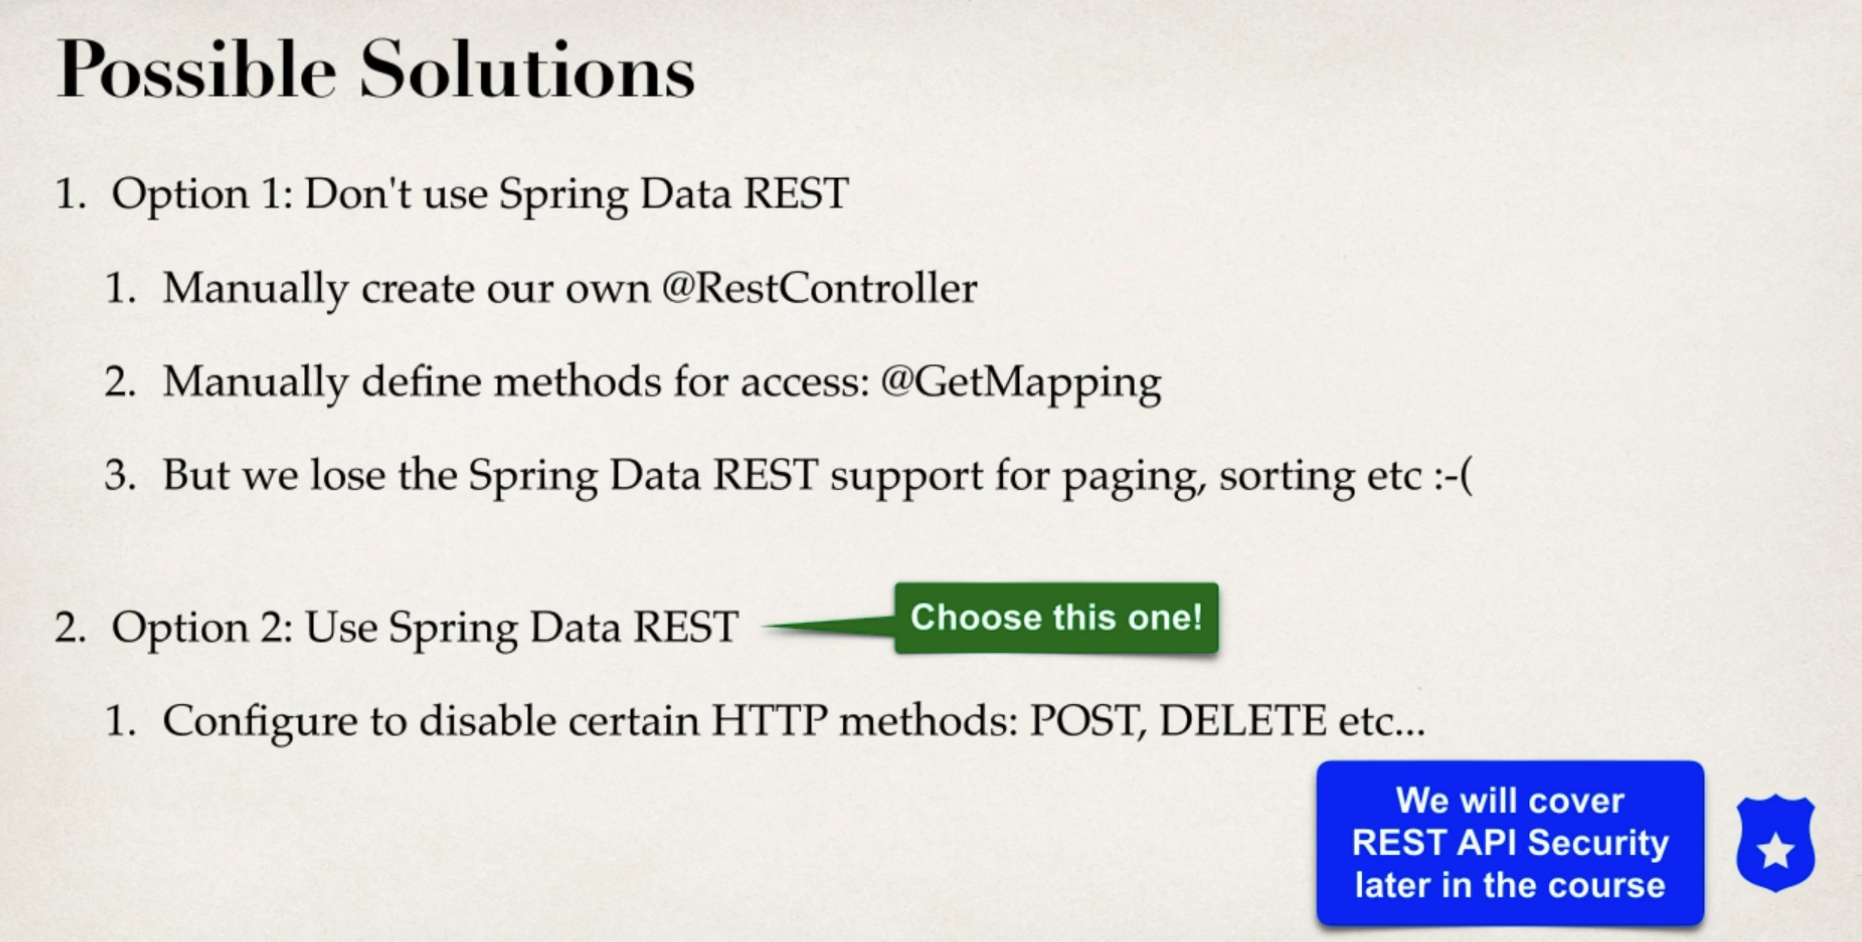 Possible Solutions
1. Option 1: Don't use Spring Data REST
1. Manually create our own @RestController
2. Manually define methods for access: @GetMapping
3. But we lose the Spring Data REST support for paging, sorting etc :-(
2. Option 2: Use Spring Data REST
Choose this one!
1. Configure to disable certain HTTP methods: POST, DELETE etc...
We will cover
REST API Security
later in the course